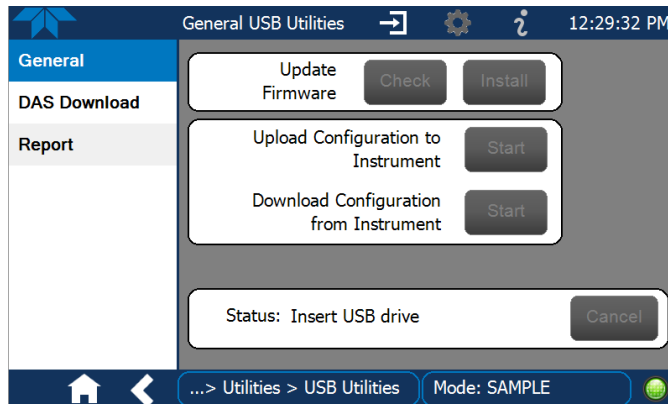 General USB Utilities
12:29:32 PM
General
DAS Download
Report
Update
Firmware
Check
Install
Upload Configuration to
Instrument
Start
Download Configuration
from Instrument
Start
Status: Insert USB drive
Cancel
...> Utilities > USB Utilities
Mode: SAMPLE